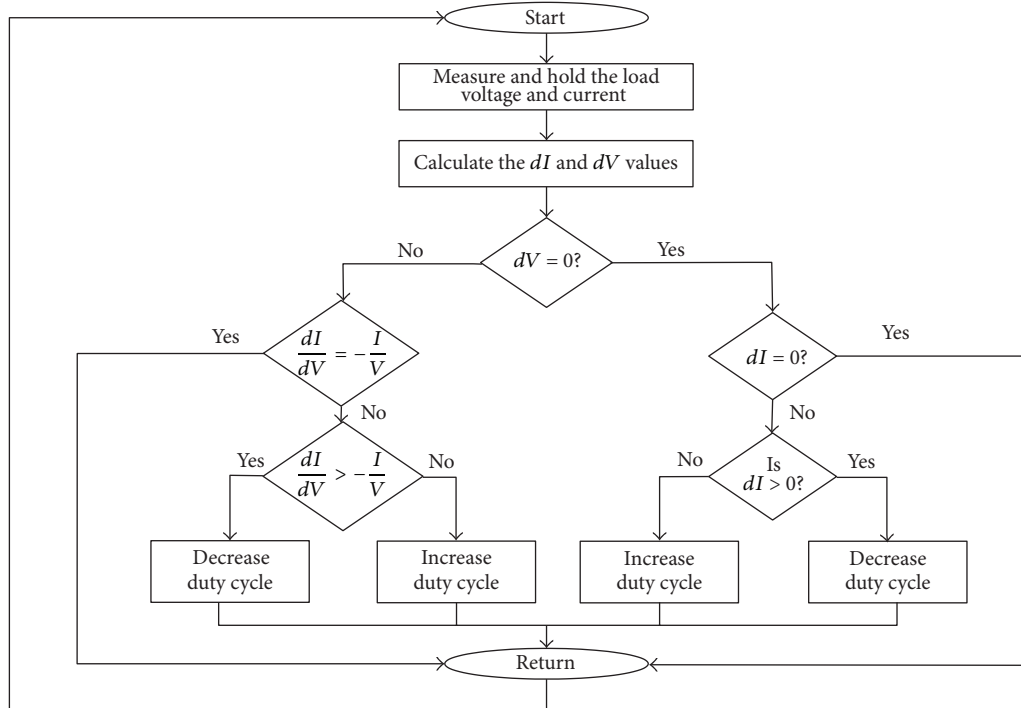 Start
Measure and hold the load
voltage and current
Calculate the dI and dV values
No
dV = 0?
Yes
Yes
dI/dV = −I/V
dI = 0?
Yes
No
No
Yes
dI/dV > −I/V
No
No
Is
dI > 0?
Yes
Decrease
duty cycle
Increase
duty cycle
Increase
duty cycle
Decrease
duty cycle
Return